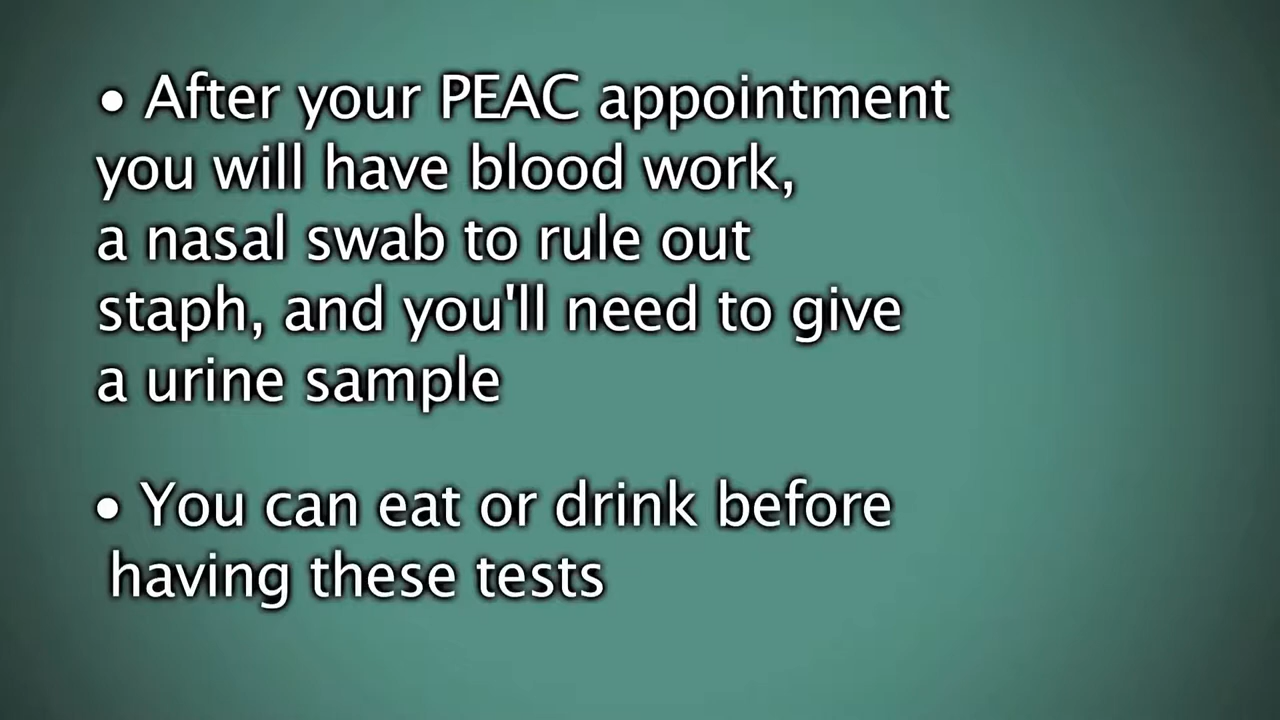 • After your PEAC appointment
you will have blood work,
a nasal swab to rule out
staph, and you'll need to give
a urine sample
• You can eat or drink before
having these tests